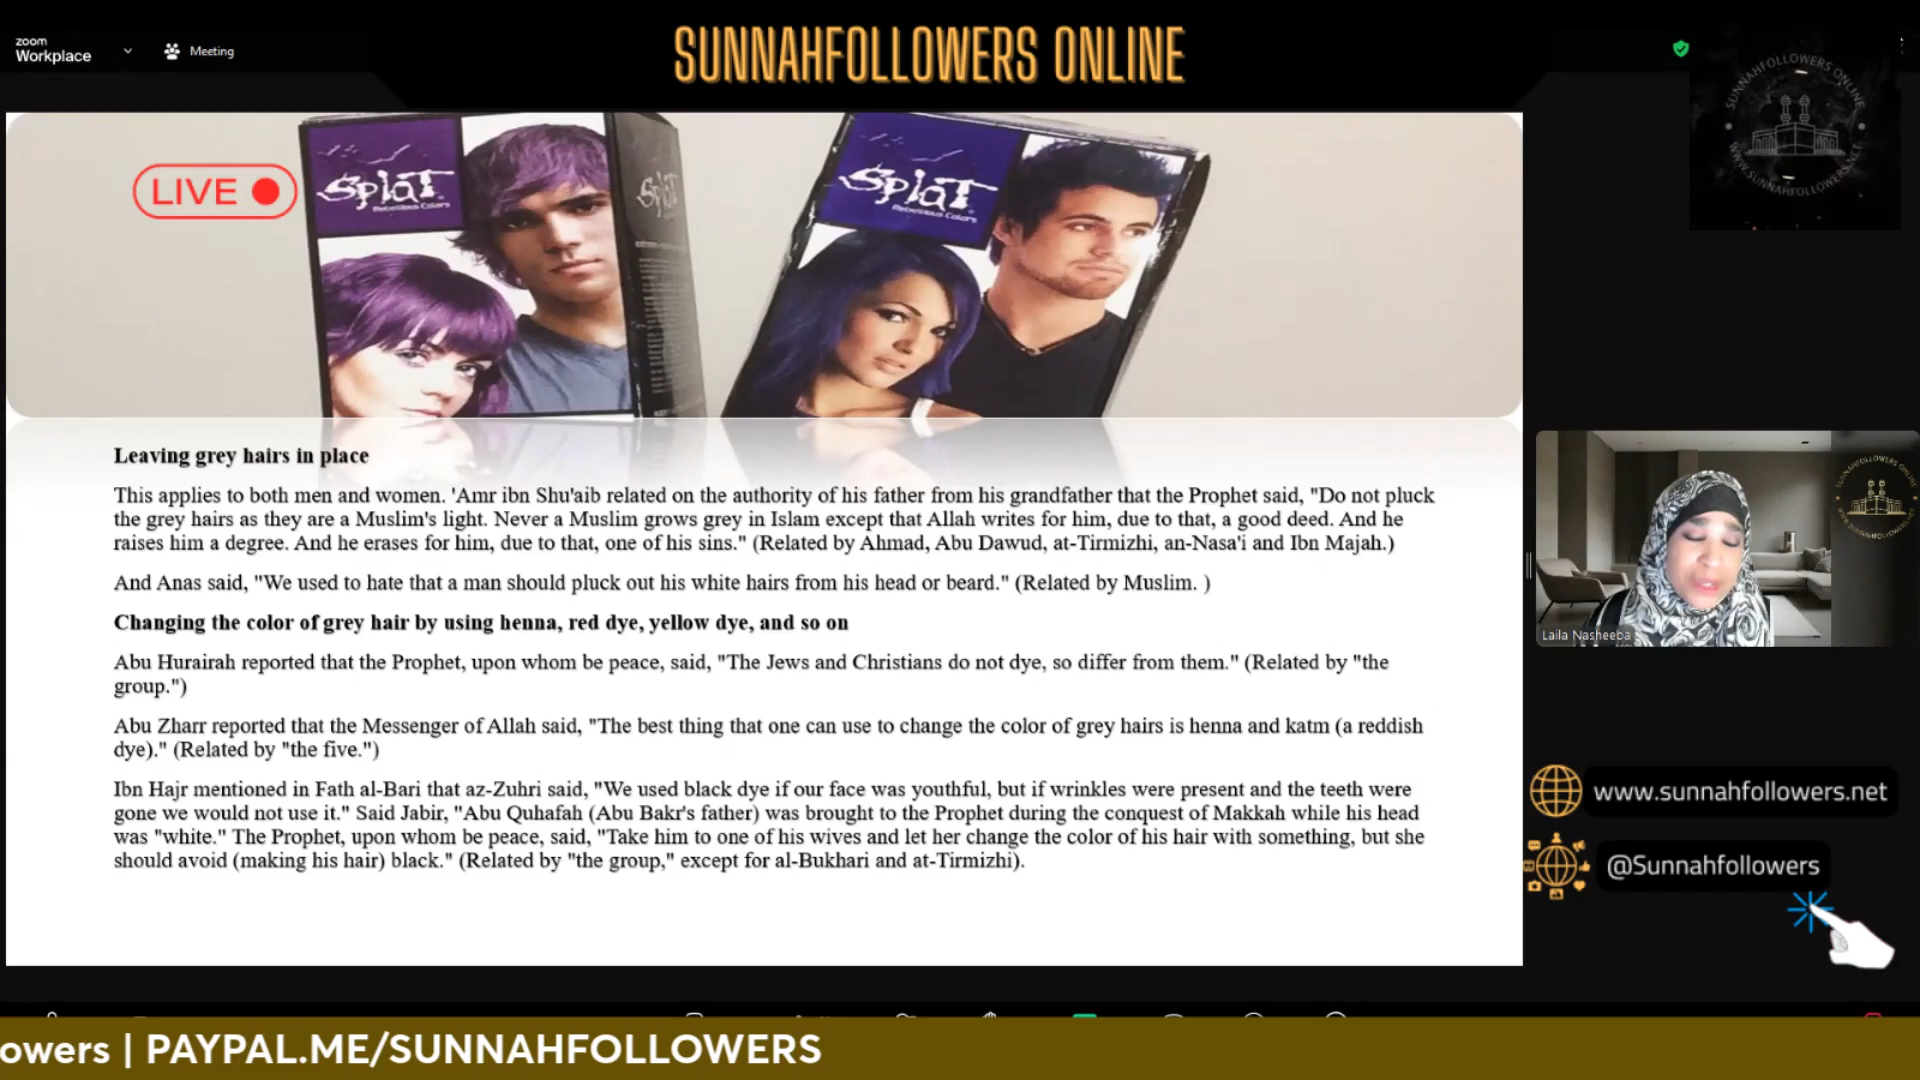 zoom
Workplace
Meeting
SUNNAHFOLLOWERS ONLINE
SUNNAHFOLLOWERS ONLINE
WWW.SUNNAHFOLLOWERS.NET
LIVE
Splat
Rebellious Colors
Splat
Splat
Rebellious Colors
Leaving grey hairs in place
This applies to both men and women. 'Amr ibn Shu'aib related on the authority of his father from his grandfather that the Prophet said, "Do not pluck
the grey hairs as they are a Muslim's light. Never a Muslim grows grey in Islam except that Allah writes for him, due to that, a good deed. And he
raises him a degree. And he erases for him, due to that, one of his sins." (Related by Ahmad, Abu Dawud, at-Tirmizhi, an-Nasa'i and Ibn Majah.)
And Anas said, "We used to hate that a man should pluck out his white hairs from his head or beard." (Related by Muslim. )
Changing the color of grey hair by using henna, red dye, yellow dye, and so on
Abu Hurairah reported that the Prophet, upon whom be peace, said, "The Jews and Christians do not dye, so differ from them." (Related by "the
group.")
Abu Zharr reported that the Messenger of Allah said, "The best thing that one can use to change the color of grey hairs is henna and katm (a reddish
dye)." (Related by "the five.")
Ibn Hajr mentioned in Fath al-Bari that az-Zuhri said, "We used black dye if our face was youthful, but if wrinkles were present and the teeth were
gone we would not use it." Said Jabir, "Abu Quhafah (Abu Bakr's father) was brought to the Prophet during the conquest of Makkah while his head
was "white." The Prophet, upon whom be peace, said, "Take him to one of his wives and let her change the color of his hair with something, but she
should avoid (making his hair) black." (Related by "the group," except for al-Bukhari and at-Tirmizhi).
SUNNAHFOLLOWERS ONLINE
WWW.SUNNAHFOLLOWERS.NET
Laila Nasheeba
www.sunnahfollowers.net
@Sunnahfollowers
owers | PAYPAL.ME/SUNNAHFOLLOWERS